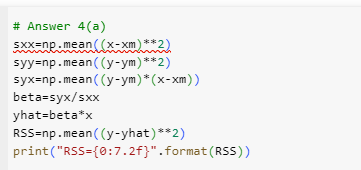 # Answer 4(a)
sxx=np.mean((x-xm)**2)
syy=np.mean((y-ym)**2)
syx=np.mean((y-ym)*(x-xm))
beta=syx/sxx
yhat=beta*x
RSS=np.mean((y-yhat)**2)
print("RSS={0:7.2f}".format(RSS))